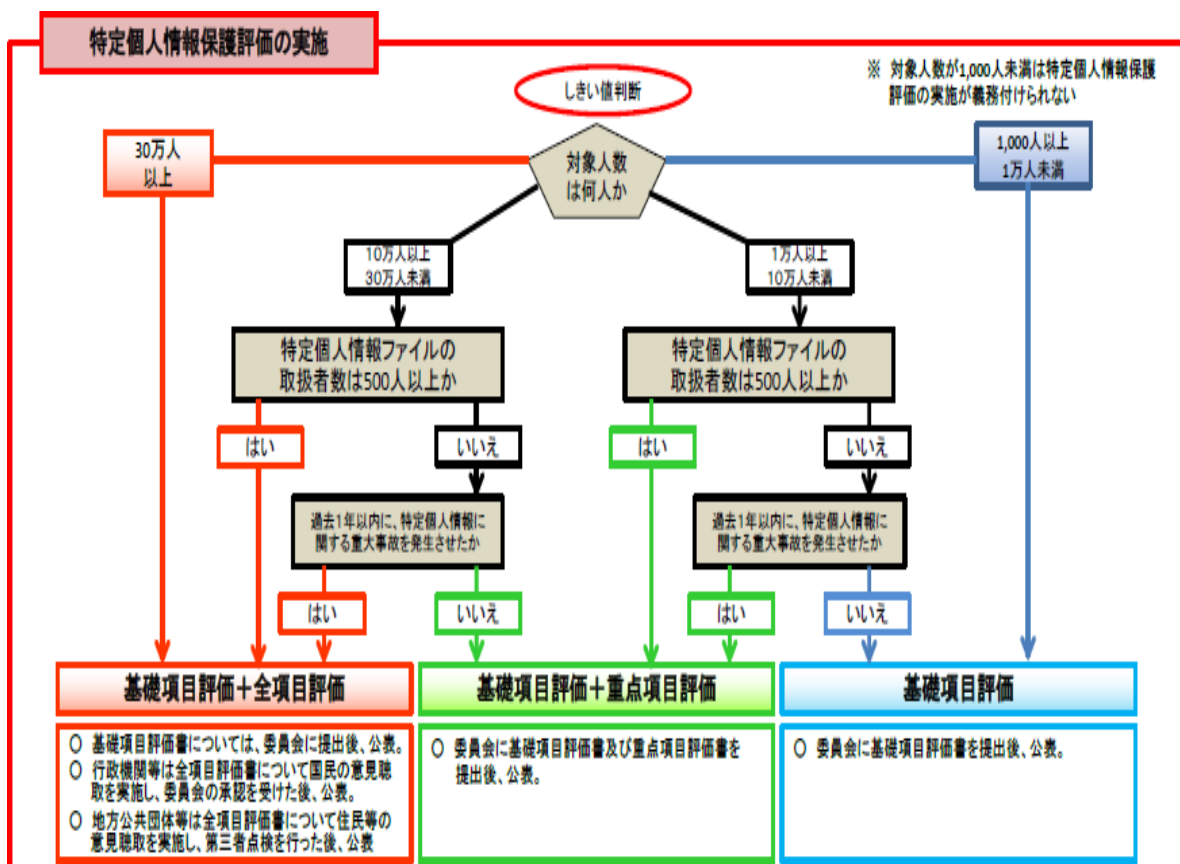 特定個人情報保護評価の実施
しきい値判断
※ 対象人数が1,000人未満は特定個人情報保護
評価の実施が義務付けられない
30万人
以上
対象人数
は何人か
1,000人以上
1万人未満
10万人以上
30万人未満
1万人以上
10万人未満
特定個人情報ファイルの
取扱者数は500人以上か
特定個人情報ファイルの
取扱者数は500人以上か
はい
いいえ
はい
いいえ
過去1年以内に、特定個人情報に
関する重大事故を発生させたか
過去1年以内に、特定個人情報に
関する重大事故を発生させたか
はい
いいえ
はい
いいえ
基礎項目評価＋全項目評価
基礎項目評価＋重点項目評価
基礎項目評価
○ 基礎項目評価書については、委員会に提出後、公表。
○ 行政機関等は全項目評価書について国民の意見聴
取を実施し、委員会の承認を受けた後、公表。
○ 地方公共団体等は全項目評価書について住民等の
意見聴取を実施し、第三者点検を行った後、公表
○ 委員会に基礎項目評価書及び重点項目評価書を
提出後、公表。
○ 委員会に基礎項目評価書を提出後、公表。